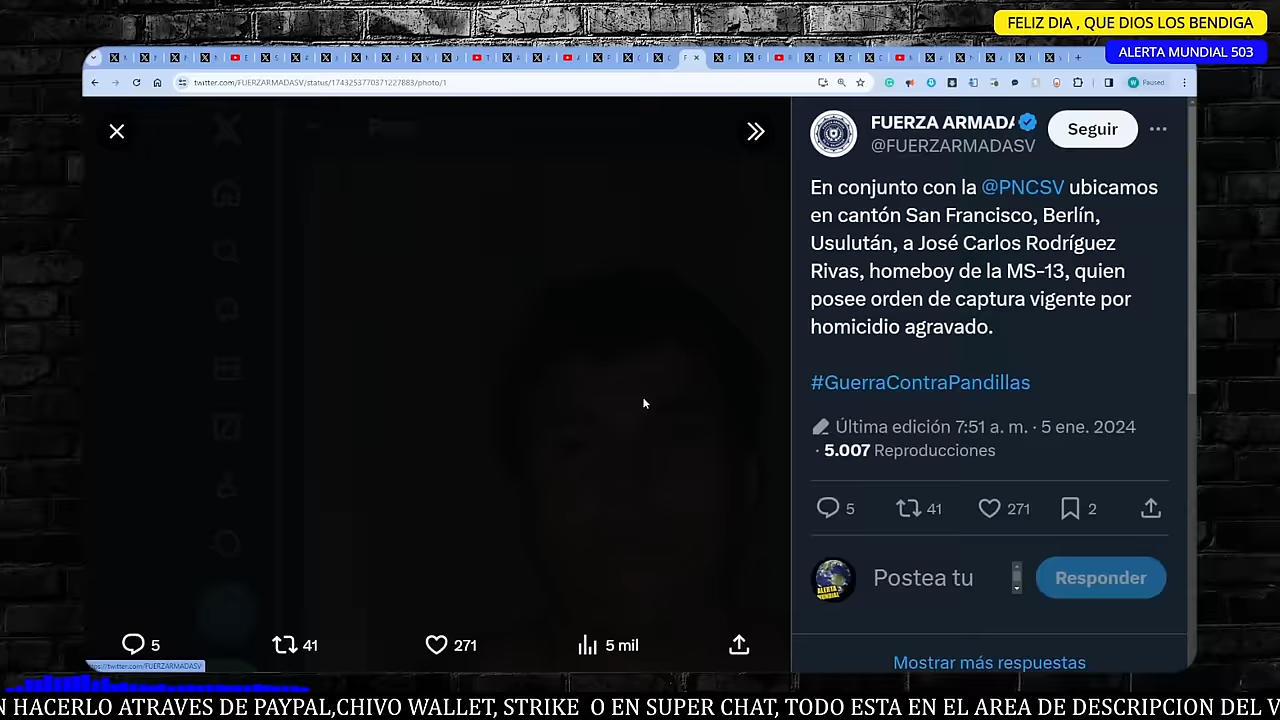 FELIZ DIA , QUE DIOS LOS BENDIGA
ALERTA MUNDIAL 503
twitter.com/FUERZARMADASV/status/1743253770371227883/photo/1
Paused
FUERZA ARMADA
Seguir
@FUERZARMADASV
En conjunto con la @PNCSV ubicamos
en cantón San Francisco, Berlín,
Usulután, a José Carlos Rodríguez
Rivas, homeboy de la MS-13, quien
posee orden de captura vigente por
homicidio agravado.
#GuerraContraPandillas
Última edición 7:51 a. m. · 5 ene. 2024
· 5.007 Reproducciones
5 41 271 2
Postea tu
Responder
5 41 271 5 mil
Mostrar más respuestas
N HACERLO ATRAVES DE PAYPAL,CHIVO WALLET, STRIKE O EN SUPER CHAT, TODO ESTA EN EL AREA DE DESCRIPCION DEL V